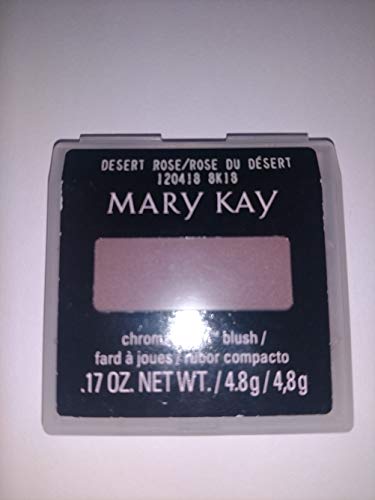 DESERT ROSE/ROSE DU DÉSERT
120418 8K18
MARY KAY
blush /
fard à joues / rubor compacto
.17 OZ. NET WT. / 4.8g / 4,8g